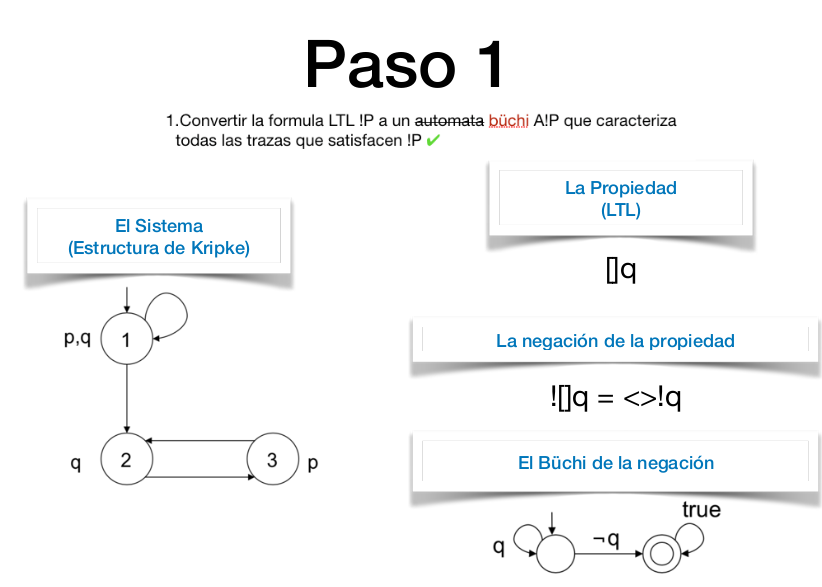 Paso 1
1.Convertir la formula LTL !P a un automata büchi A!P que caracteriza
todas las trazas que satisfacen !P ✔
La Propiedad
(LTL)
El Sistema
(Estructura de Kripke)
[]q
p,q
1
La negación de la propiedad
![]q = <>!q
q
2
3
p
El Büchi de la negación
true
q
¬q